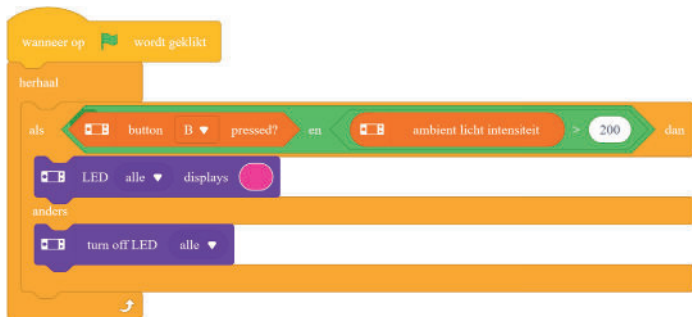 wanneer op wordt geklikt
herhaal
als button B pressed? en ambient licht intensiteit > 200 dan
LED alle displays
anders
turn off LED alle